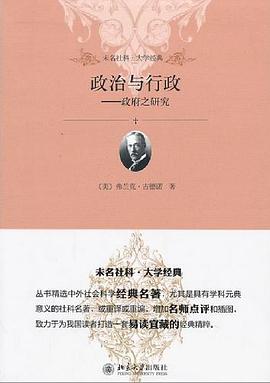 未名社科·大学经典
政治与行政
——政府之研究
〔美〕弗兰克·古德诺 著
未名社科·大学经典
丛书精选中外社会科学经典名著,尤其是具有学科元典
意义的社科名著,或重译或重编,增加名师点评和插图,
致力于为我国读者打造一套易读宜藏的经典精粹。
北京大学出版社